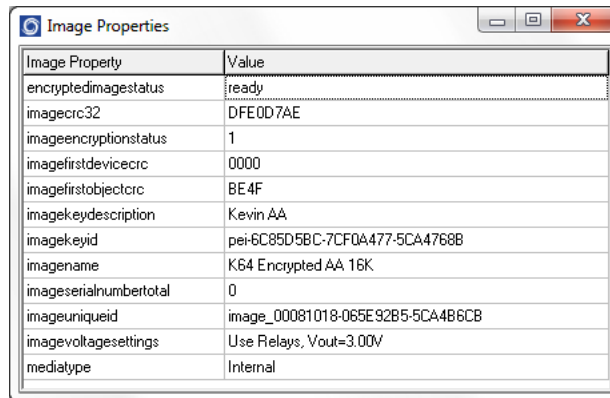 Image Properties
Image Property Value
encryptedimagestatus ready
imagecrc32 DFE0D7AE
imageencryptionstatus 1
imagefirstdevicecrc 0000
imagefirstobjectcrc BE4F
imagekeydescription Kevin AA
imagekeyid pei-6C85D5BC-7CF0A477-5CA4768B
imagename K64 Encrypted AA 16K
imageserialnumbertotal 0
imageuniqueid image_00081018-065E92B5-5CA4B6CB
imagevoltagesettings Use Relays, Vout=3.00V
mediatype Internal